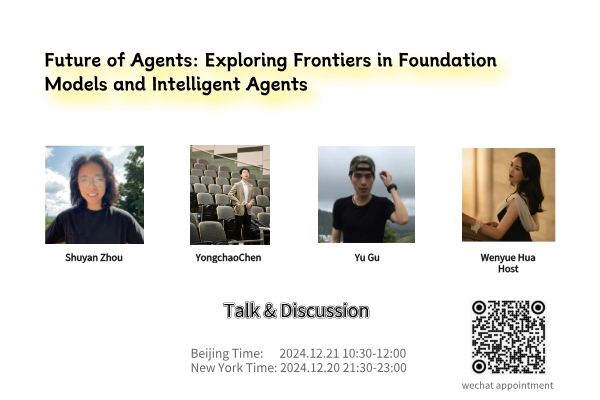 Future of Agents: Exploring Frontiers in Foundation
Models and Intelligent Agents
Shuyan Zhou
YongchaoChen
Yu Gu
Wenyue Hua
Host
Talk & Discussion
Beijing Time: 2024.12.21 10:30-12:00
New York Time: 2024.12.20 21:30-23:00
wechat appointment